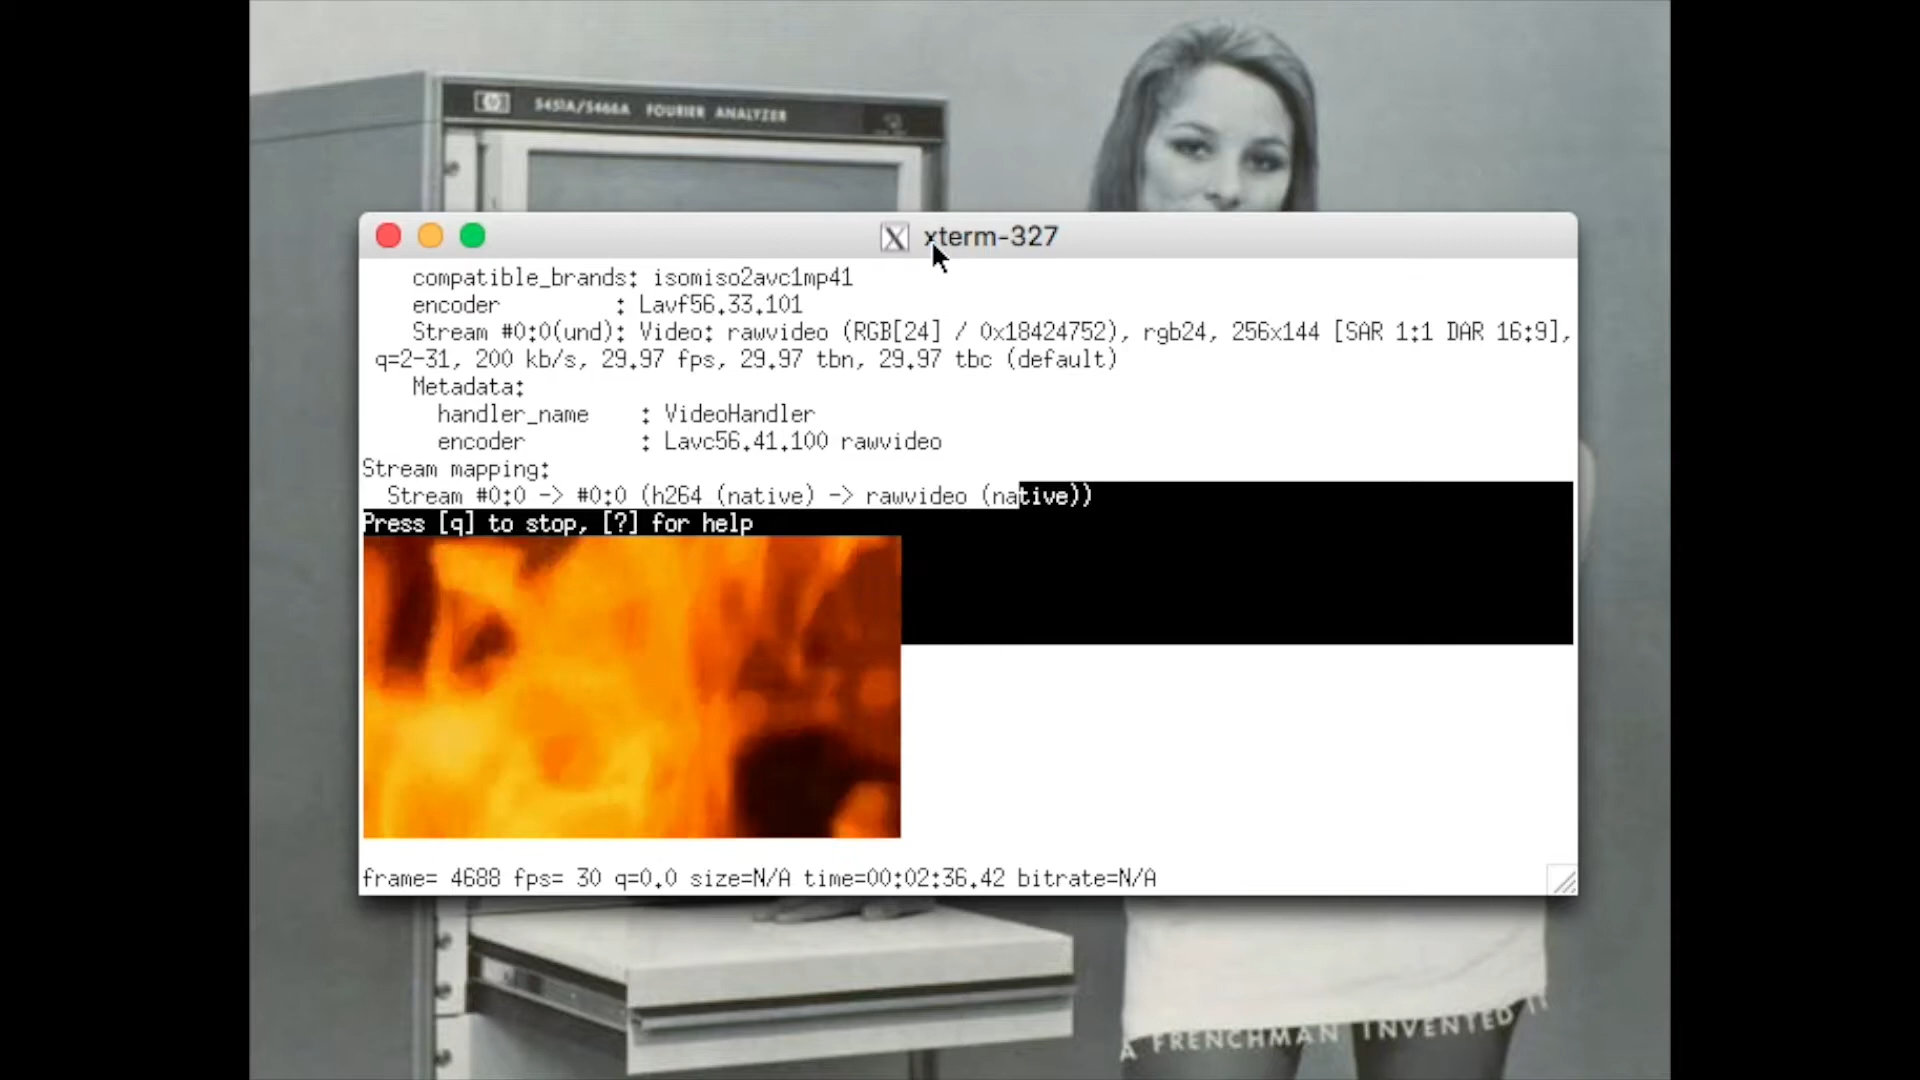 hp 5451A/5466A FOURIER ANALYZER
xterm-327
compatible_brands: isomiso2avc1mp41
encoder : Lavf56.33.101
Stream #0:0(und): Video: rawvideo (RGB[24] / 0x18424752), rgb24, 256x144 [SAR 1:1 DAR 16:9],
q=2-31, 200 kb/s, 29.97 fps, 29.97 tbn, 29.97 tbc (default)
Metadata:
handler_name : VideoHandler
encoder : Lavc56.41.100 rawvideo
Stream mapping:
Stream #0:0 -> #0:0 (h264 (native) -> rawvideo (native))
Press [q] to stop, [?] for help
frame= 4688 fps= 30 q=0.0 size=N/A time=00:02:36.42 bitrate=N/A
A FRENCHMAN INVENTED IT